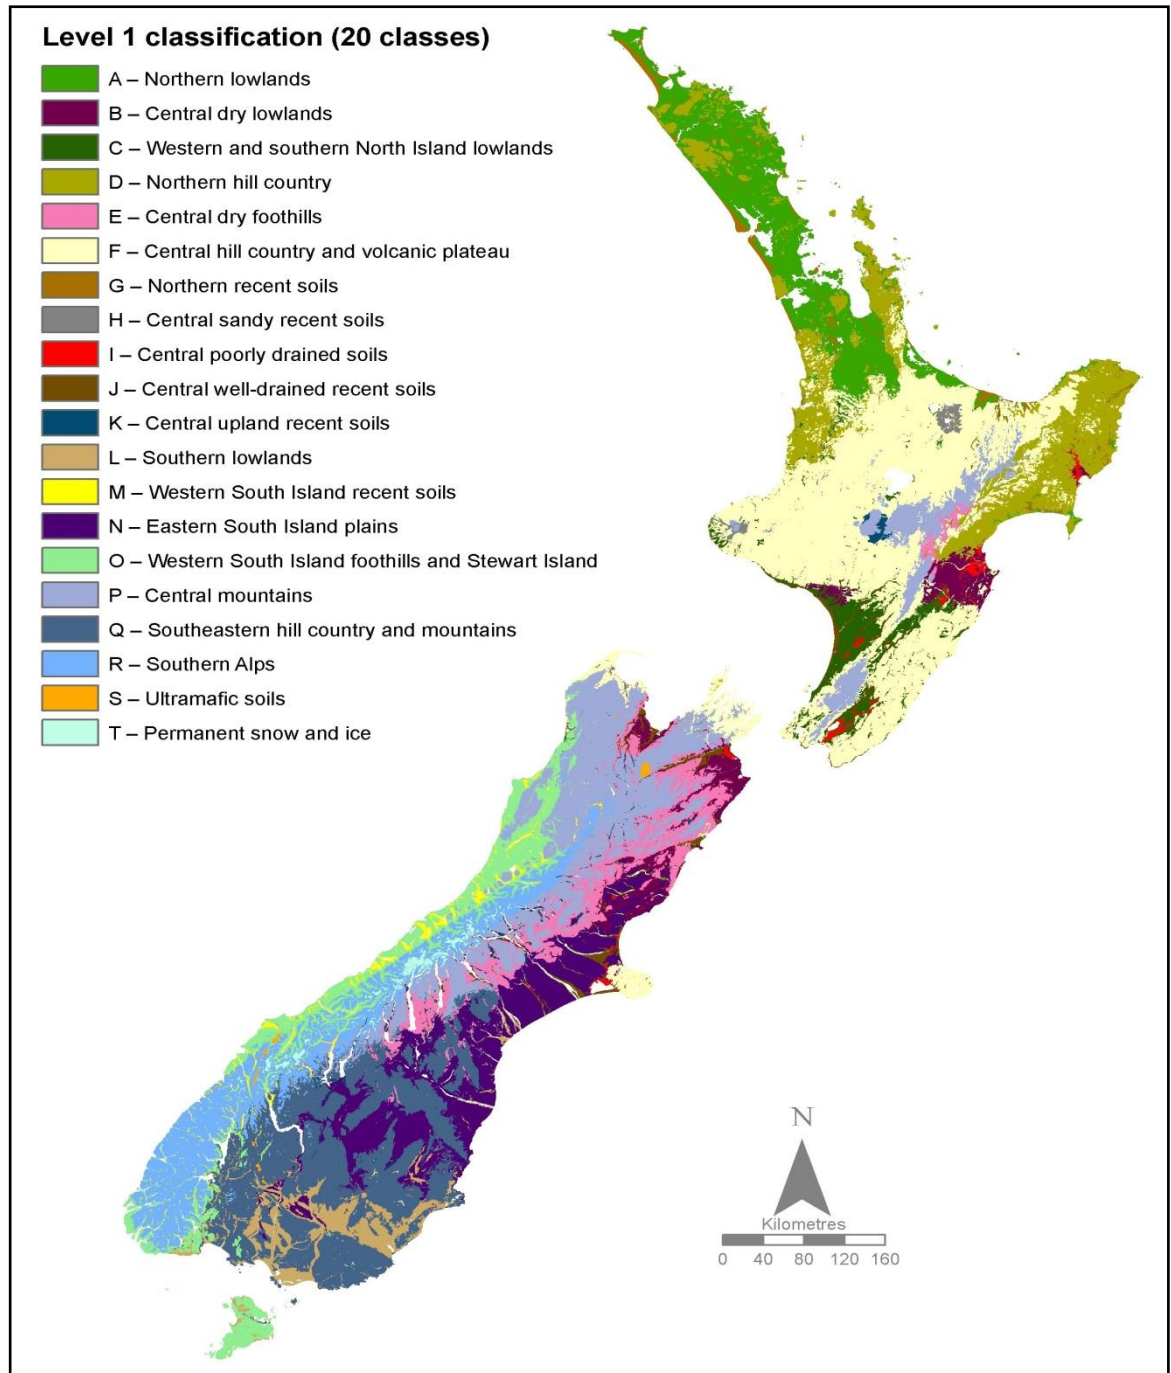 Level 1 classification (20 classes)
A – Northern lowlands
B – Central dry lowlands
C – Western and southern North Island lowlands
D – Northern hill country
E – Central dry foothills
F – Central hill country and volcanic plateau
G – Northern recent soils
H – Central sandy recent soils
I – Central poorly drained soils
J – Central well-drained recent soils
K – Central upland recent soils
L – Southern lowlands
M – Western South Island recent soils
N – Eastern South Island plains
O – Western South Island foothills and Stewart Island
P – Central mountains
Q – Southeastern hill country and mountains
R – Southern Alps
S – Ultramafic soils
T – Permanent snow and ice
N
Kilometres
0 40 80 120 160